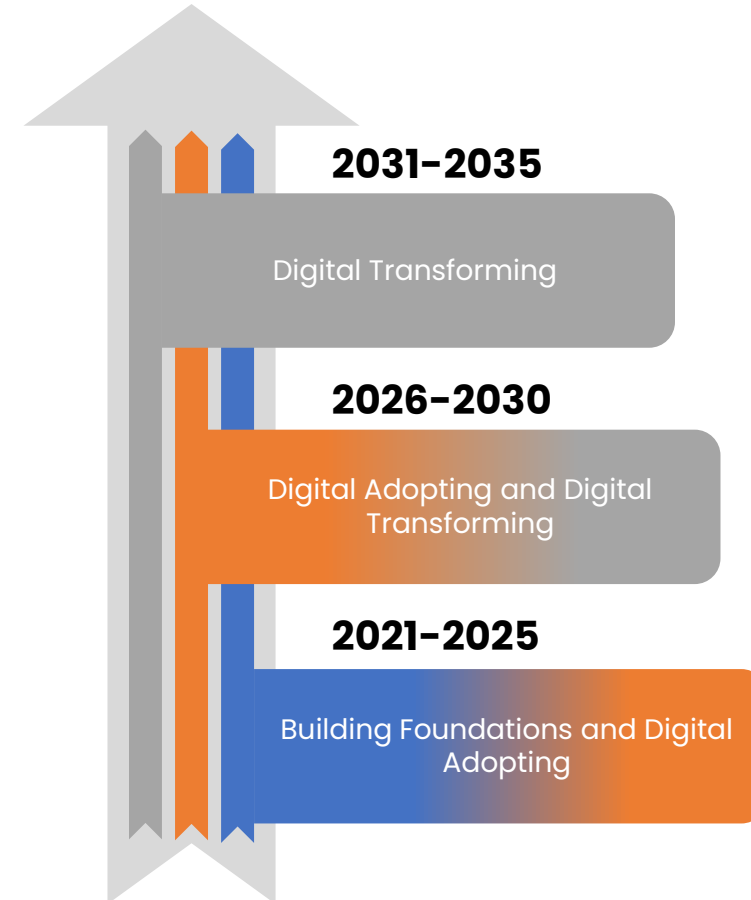 2031-2035
Digital Transforming
2026-2030
Digital Adopting and Digital
Transforming
2021-2025
Building Foundations and Digital
Adopting